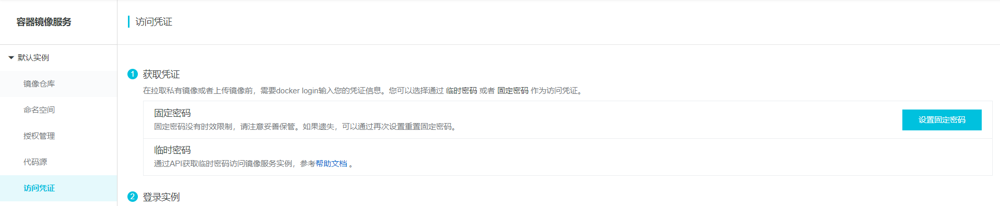 容器镜像服务
默认实例
镜像仓库
命名空间
授权管理
代码源
访问凭证
访问凭证
1 获取凭证
在拉取私有镜像或者上传镜像前，需要docker login输入您的凭证信息。您可以选择通过 临时密码 或者 固定密码 作为访问凭证。
固定密码
固定密码没有时效限制，请注意妥善保管。如果遗失，可以通过再次设置重置固定密码。
设置固定密码
临时密码
通过API获取临时密码访问镜像服务实例，参考帮助文档 。
2 登录实例